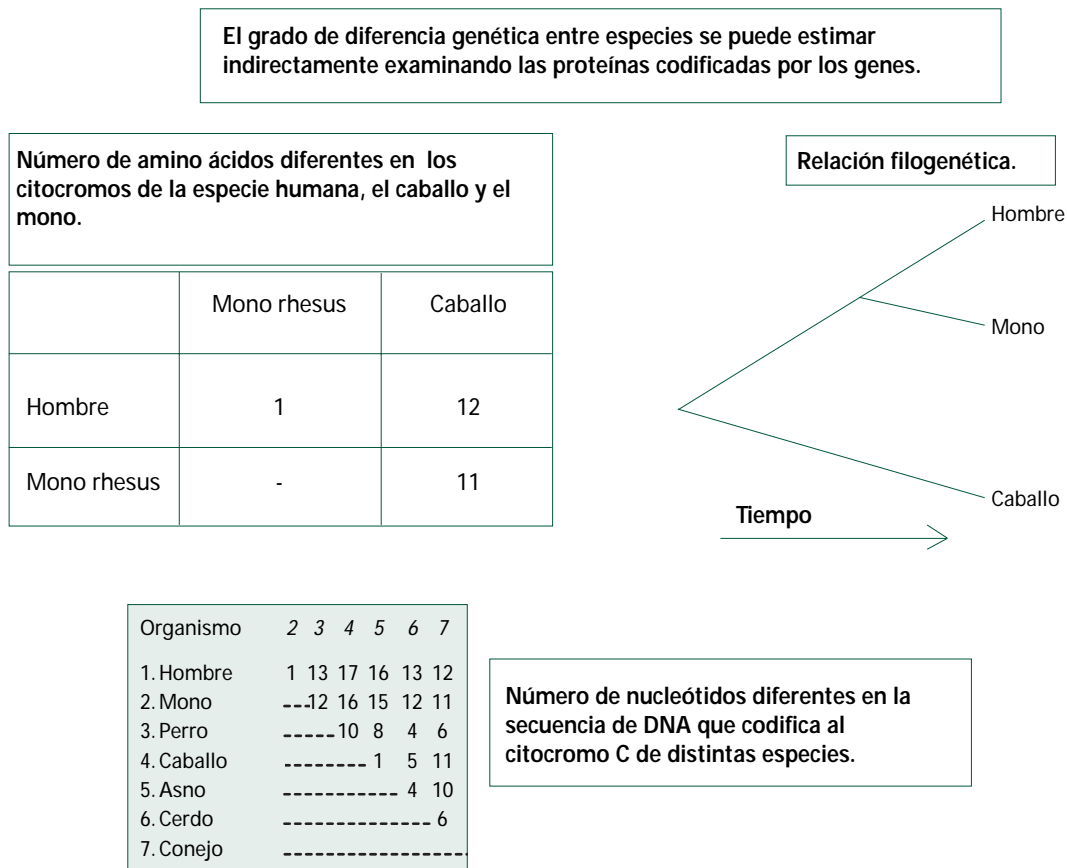 El grado de diferencia genética entre especies se puede estimar
indirectamente examinando las proteínas codificadas por los genes.
Número de amino ácidos diferentes en los
citocromos de la especie humana, el caballo y el
mono.
Mono rhesus Caballo
Hombre 1 12
Mono rhesus - 11
Relación filogenética.
Hombre
Mono
Caballo
Tiempo
Organismo 2 3 4 5 6 7
1. Hombre 1 13 17 16 13 12
2. Mono ---12 16 15 12 11
3. Perro -----10 8 4 6
4. Caballo -------- 1 5 11
5. Asno ----------- 4 10
6. Cerdo -------------- 6
7. Conejo ------------------
Número de nucleótidos diferentes en la
secuencia de DNA que codifica al
citocromo C de distintas especies.